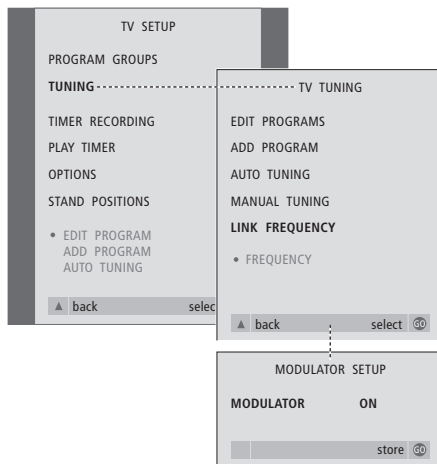 TV SETUP
PROGRAM GROUPS
TUNING
TIMER RECORDING
PLAY TIMER
OPTIONS
STAND POSITIONS
• EDIT PROGRAM
ADD PROGRAM
AUTO TUNING
back selec
TV TUNING
EDIT PROGRAMS
ADD PROGRAM
AUTO TUNING
MANUAL TUNING
LINK FREQUENCY
• FREQUENCY
back select GO
MODULATOR SETUP
MODULATOR ON
store GO